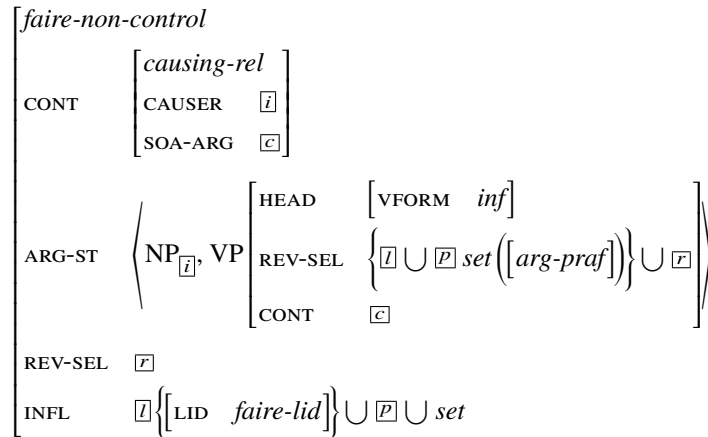 faire-non-control
causing-rel
CONT CAUSER i
SOA-ARG c
HEAD [VFORM inf]
ARG-ST ⟨NP i, VP REV-SEL {l ∪ p set([arg-praf])} ∪ r⟩
CONT c
REV-SEL r
INFL l{[LID faire-lid]} ∪ p ∪ set